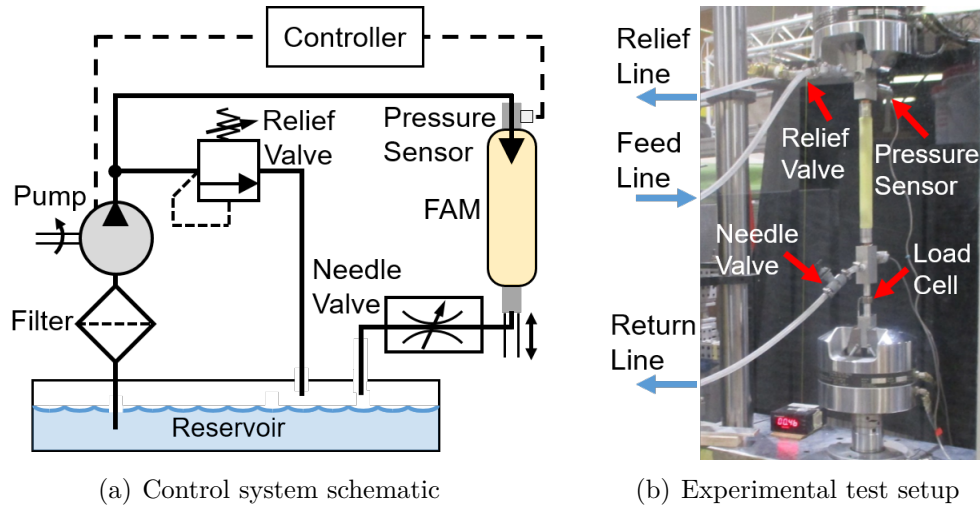 Controller
Relief
Valve
Pressure
Sensor
Pump
FAM
Needle
Valve
Filter
Reservoir
(a) Control system schematic
Relief
Line
Feed
Line
Return
Line
Relief
Valve
Pressure
Sensor
Needle
Valve
Load
Cell
(b) Experimental test setup